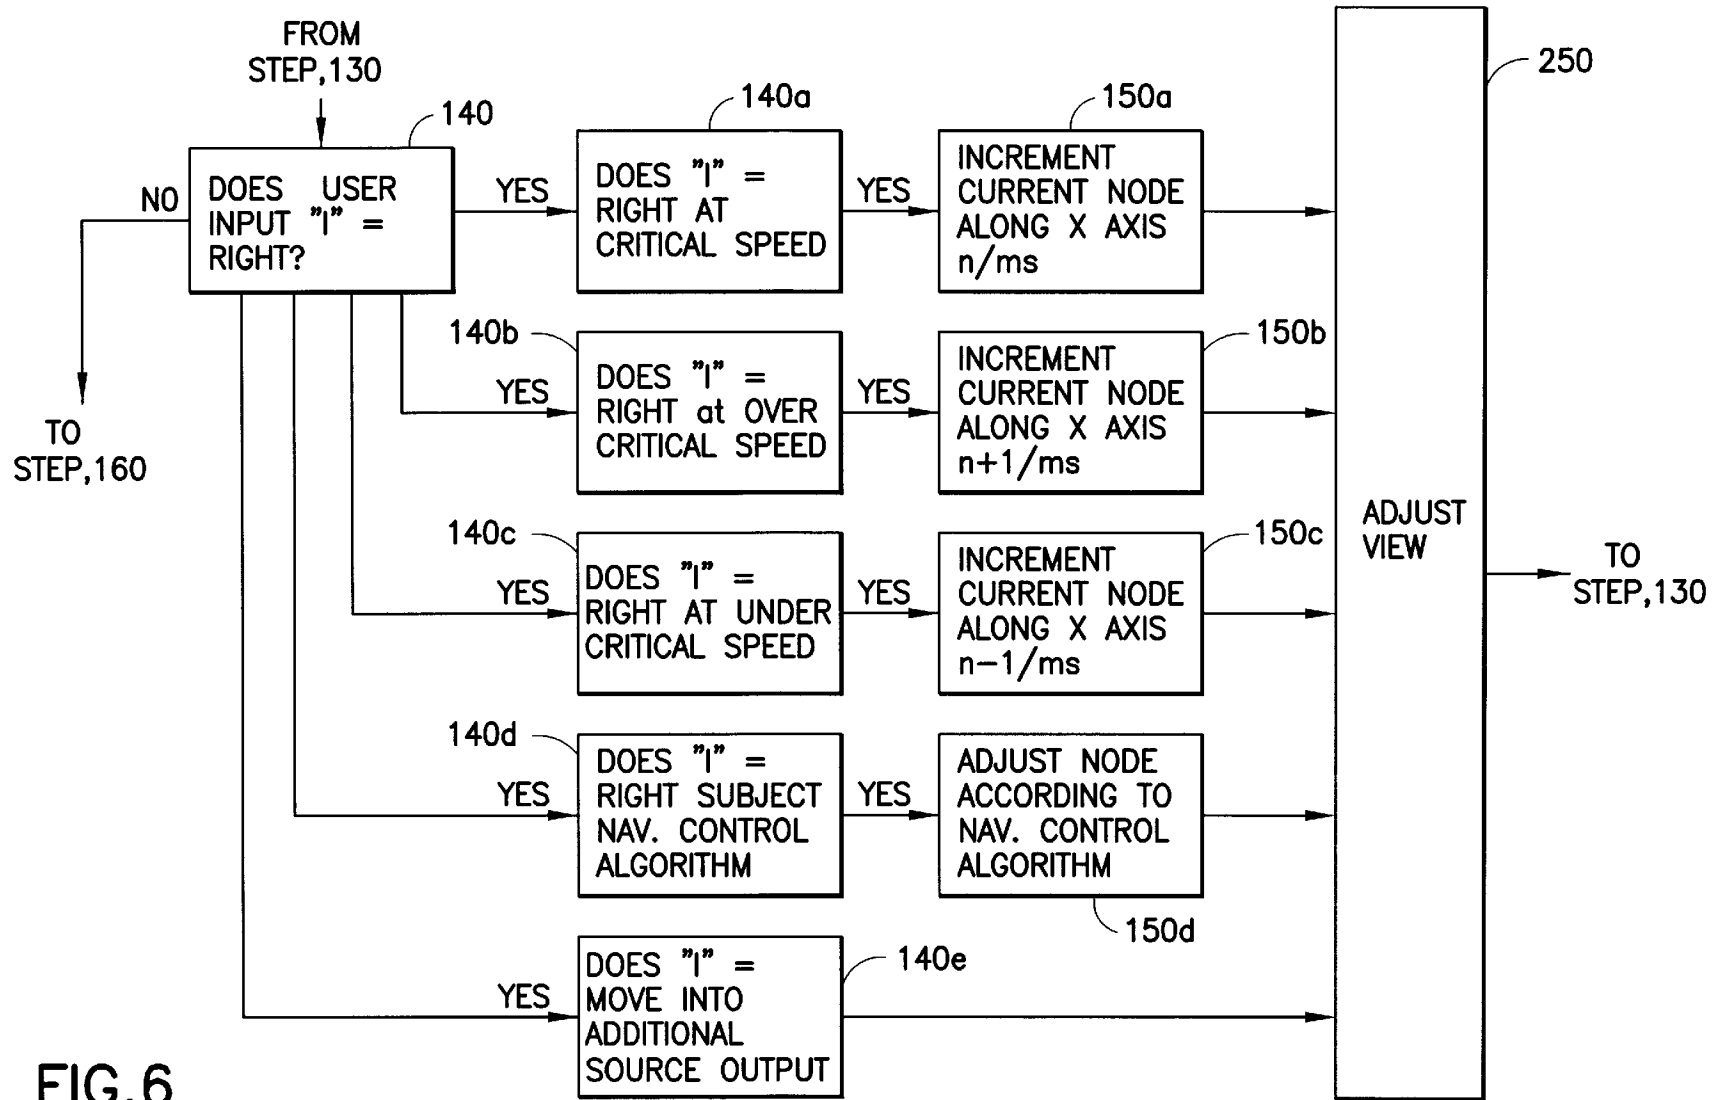 FROM
STEP,130
140
NO
DOES USER
INPUT "I" =
RIGHT?
TO
STEP,160
YES
140a
DOES "I" =
RIGHT AT
CRITICAL SPEED
YES
150a
INCREMENT
CURRENT NODE
ALONG X AXIS
n/ms
140b
YES
DOES "I" =
RIGHT at OVER
CRITICAL SPEED
YES
150b
INCREMENT
CURRENT NODE
ALONG X AXIS
n+1/ms
140c
YES
DOES "I" =
RIGHT AT UNDER
CRITICAL SPEED
YES
150c
INCREMENT
CURRENT NODE
ALONG X AXIS
n−1/ms
140d
YES
DOES "I" =
RIGHT SUBJECT
NAV. CONTROL
ALGORITHM
YES
ADJUST NODE
ACCORDING TO
NAV. CONTROL
ALGORITHM
150d
YES
DOES "I" =
MOVE INTO
ADDITIONAL
SOURCE OUTPUT
140e
250
ADJUST
VIEW
TO
STEP,130
FIG.6